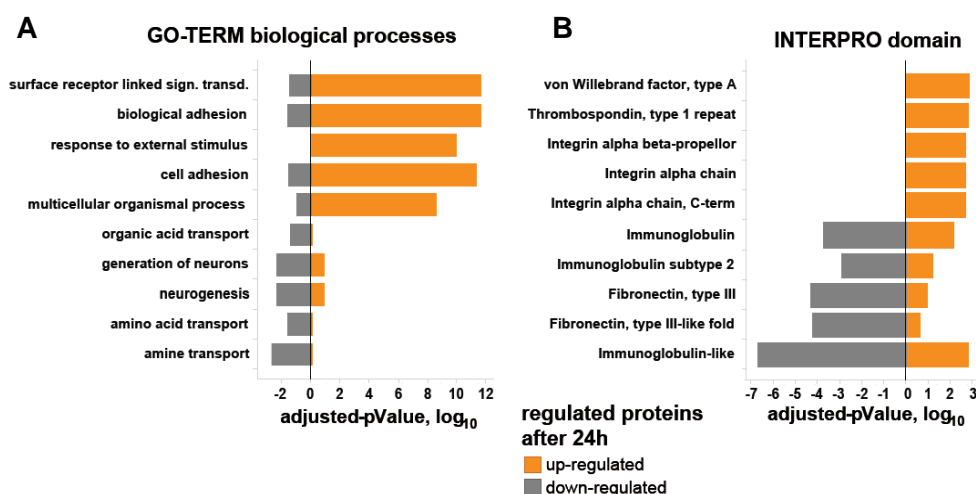 A
GO-TERM biological processes
surface receptor linked sign. transd.
biological adhesion
response to external stimulus
cell adhesion
multicellular organismal process
organic acid transport
generation of neurons
neurogenesis
amino acid transport
amine transport
-2 0 2 4 6 8 10 12
adjusted-pValue, log10
B
INTERPRO domain
von Willebrand factor, type A
Thrombospondin, type 1 repeat
Integrin alpha beta-propellor
Integrin alpha chain
Integrin alpha chain, C-term
Immunoglobulin
Immunoglobulin subtype 2
Fibronectin, type III
Fibronectin, type III-like fold
Immunoglobulin-like
-7 -6 -5 -4 -3 -2 -1 0 1 2 3
adjusted-pValue, log10
regulated proteins
after 24h
up-regulated
down-regulated